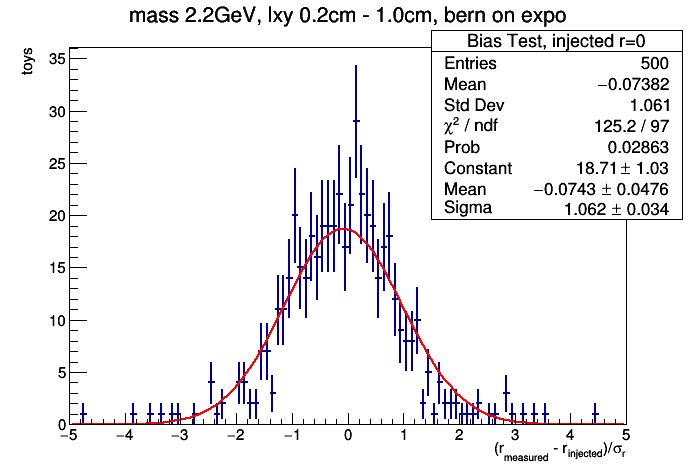 mass 2.2GeV, lxy 0.2cm - 1.0cm, bern on expo
toys
Bias Test, injected r=0
Entries 500
Mean −0.07382
Std Dev 1.061
χ² / ndf 125.2 / 97
Prob 0.02863
Constant 18.71 ± 1.03
Mean −0.0743 ± 0.0476
Sigma 1.062 ± 0.034
35
30
25
20
15
10
5
0
−5 −4 −3 −2 −1 0 1 2 3 4 5
(r_measured - r_injected)/σ_r